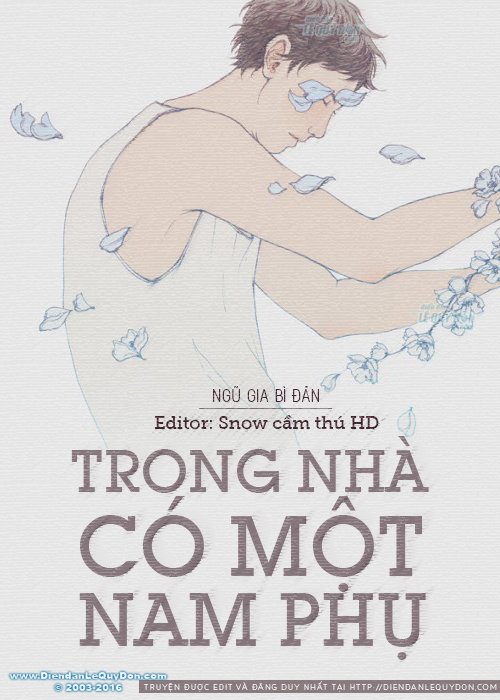 NGŨ GIA BÌ ĐẢN
Editor: Snow cầm thú HD
TRONG NHÀ
CÓ MỘT
NAM PHỤ
www.DiendanLeQuyDon.com
© 2003-2016
TRUYỆN ĐƯỢC EDIT VÀ ĐĂNG DUY NHẤT TẠI HTTP //DIENDANLEQUYDON.COM